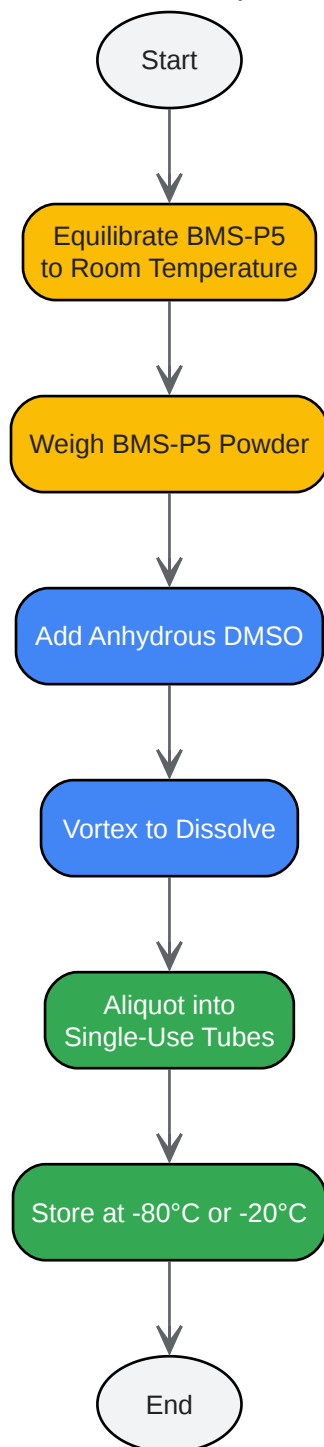 Start
Equilibrate BMS-P5
to Room Temperature
Weigh BMS-P5 Powder
Add Anhydrous DMSO
Vortex to Dissolve
Aliquot into
Single-Use Tubes
Store at -80°C or -20°C
End